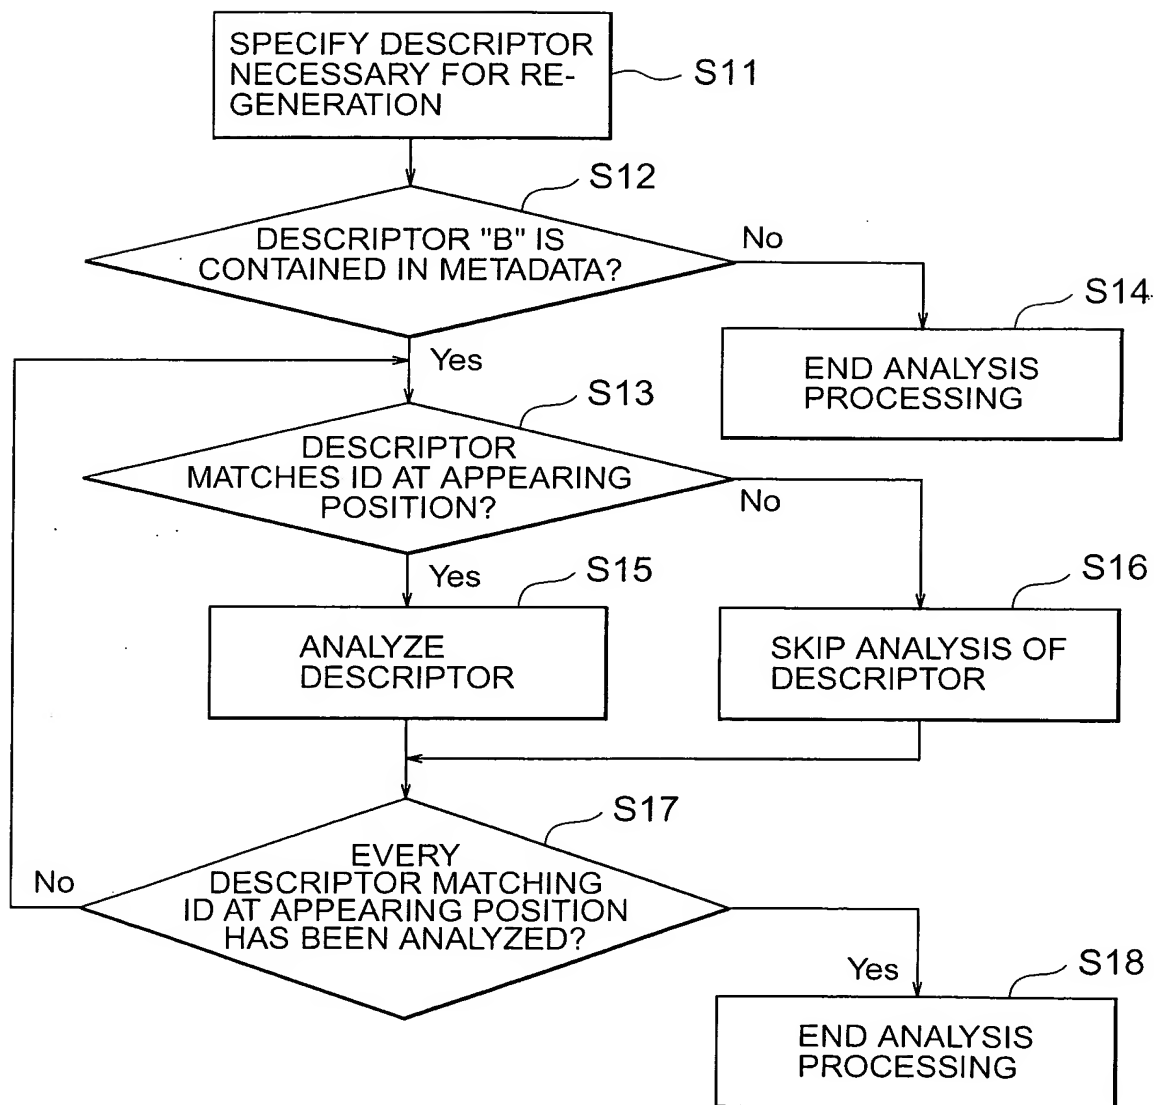 SPECIFY DESCRIPTOR
NECESSARY FOR RE-
GENERATION
S11
S12
DESCRIPTOR "B" IS
CONTAINED IN METADATA?
No
S14
END ANALYSIS
PROCESSING
Yes
S13
DESCRIPTOR
MATCHES ID AT APPEARING
POSITION?
No
Yes
S15
S16
ANALYZE
DESCRIPTOR
SKIP ANALYSIS OF
DESCRIPTOR
S17
EVERY
DESCRIPTOR MATCHING
ID AT APPEARING POSITION
HAS BEEN ANALYZED?
No
Yes
S18
END ANALYSIS
PROCESSING